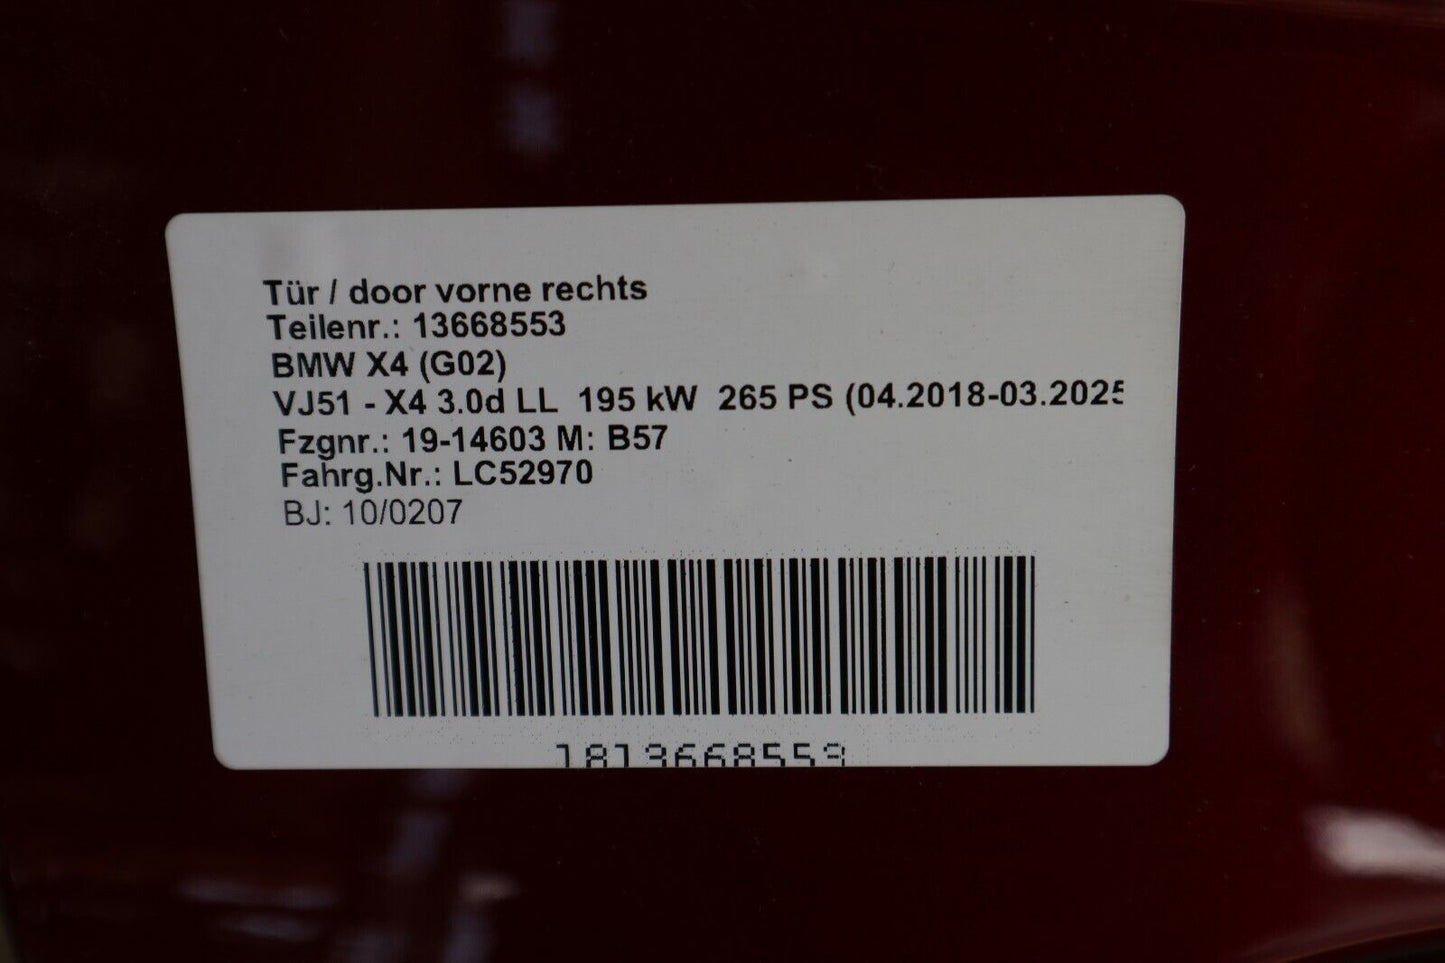 Tür / door vorne rechts
Teilenr.: 13668553
BMW X4 (G02)
VJ51 - X4 3.0d LL 195 kW 265 PS (04.2018-03.2025
Fzgnr.: 19-14603 M: B57
Fahrg.Nr.: LC52970
BJ: 10/0207